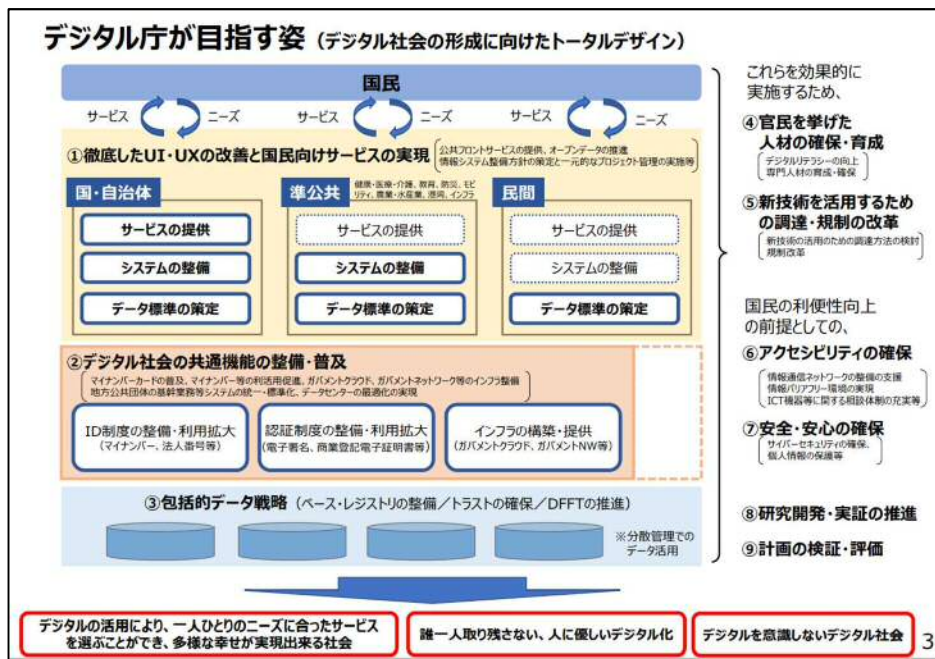 デジタル庁が目指す姿（デジタル社会の形成に向けたトータルデザイン）
国民
サービス ニーズ サービス ニーズ サービス ニーズ
①徹底したUI・UXの改善と国民向けサービスの実現
公共フロントサービスの提供、オープンデータの推進
情報システム整備方針の策定と一元的なプロジェクト管理の実施等
国・自治体
サービスの提供
システムの整備
データ標準の策定
準公共
健康・医療・介護、教育、防災、モビ
リティ、農業・水産業、港湾、インフラ
サービスの提供
システムの整備
データ標準の策定
民間
サービスの提供
システムの整備
データ標準の策定
②デジタル社会の共通機能の整備・普及
マイナンバーカードの普及、マイナンバー等の利活用促進、ガバメントクラウド、ガバメントネットワーク等のインフラ整備
地方公共団体の基幹業務等システムの統一・標準化、データセンターの最適化の実現
ID制度の整備・利用拡大
（マイナンバー、法人番号等）
認証制度の整備・利用拡大
（電子署名、商業登記電子証明書等）
インフラの構築・提供
（ガバメントクラウド、ガバメントNW等）
③包括的データ戦略（ベース・レジストリの整備／トラストの確保／DFFTの推進）
※分散管理での
データ活用
これらを効果的に
実施するため、
④官民を挙げた
人材の確保・育成
デジタルリテラシーの向上
専門人材の育成・確保
⑤新技術を活用するため
の調達・規制の改革
新技術の活用のための調達方法の検討
規制改革
国民の利便性向上
の前提としての、
⑥アクセシビリティの確保
情報通信ネットワークの整備の支援
情報バリアフリー環境の実現
ICT機器等に関する相談体制の充実等
⑦安全・安心の確保
サイバーセキュリティの確保、
個人情報の保護等
⑧研究開発・実証の推進
⑨計画の検証・評価
デジタルの活用により、一人ひとりのニーズに合ったサービス
を選ぶことができ、多様な幸せが実現出来る社会
誰一人取り残さない、人に優しいデジタル化
デジタルを意識しないデジタル社会
3